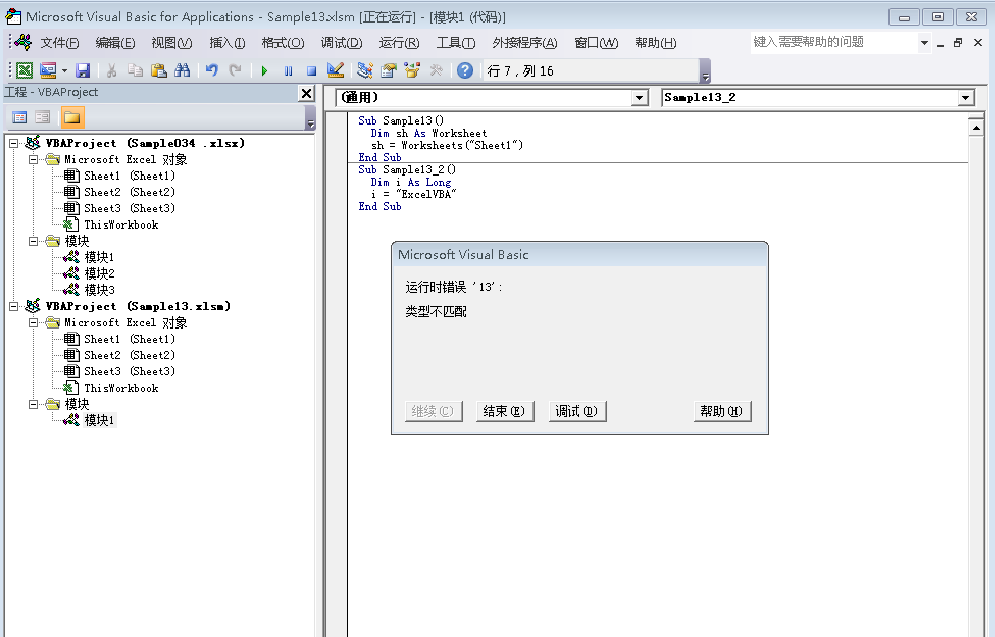 Microsoft Visual Basic for Applications - Sample13.xlsm [正在运行] - [模块1 (代码)]
文件(F) 编辑(E) 视图(V) 插入(I) 格式(O) 调试(D) 运行(R) 工具(T) 外接程序(A) 窗口(W) 帮助(H) 键入需要帮助的问题
行 7 , 列 16
工程 - VBAProject
(通用) Sample13_2
VBAProject (Sample034 .xlsx)
Microsoft Excel 对象
Sheet1 (Sheet1)
Sheet2 (Sheet2)
Sheet3 (Sheet3)
ThisWorkbook
模块
模块1
模块2
模块3
VBAProject (Sample13.xlsm)
Microsoft Excel 对象
Sheet1 (Sheet1)
Sheet2 (Sheet2)
Sheet3 (Sheet3)
ThisWorkbook
模块
模块1
Sub Sample13()
Dim sh As Worksheet
sh = Worksheets("Sheet1")
End Sub
Sub Sample13_2()
Dim i As Long
i = "ExcelVBA"
End Sub
Microsoft Visual Basic
运行时错误 '13':
类型不匹配
继续(C) 结束(E) 调试(D) 帮助(H)